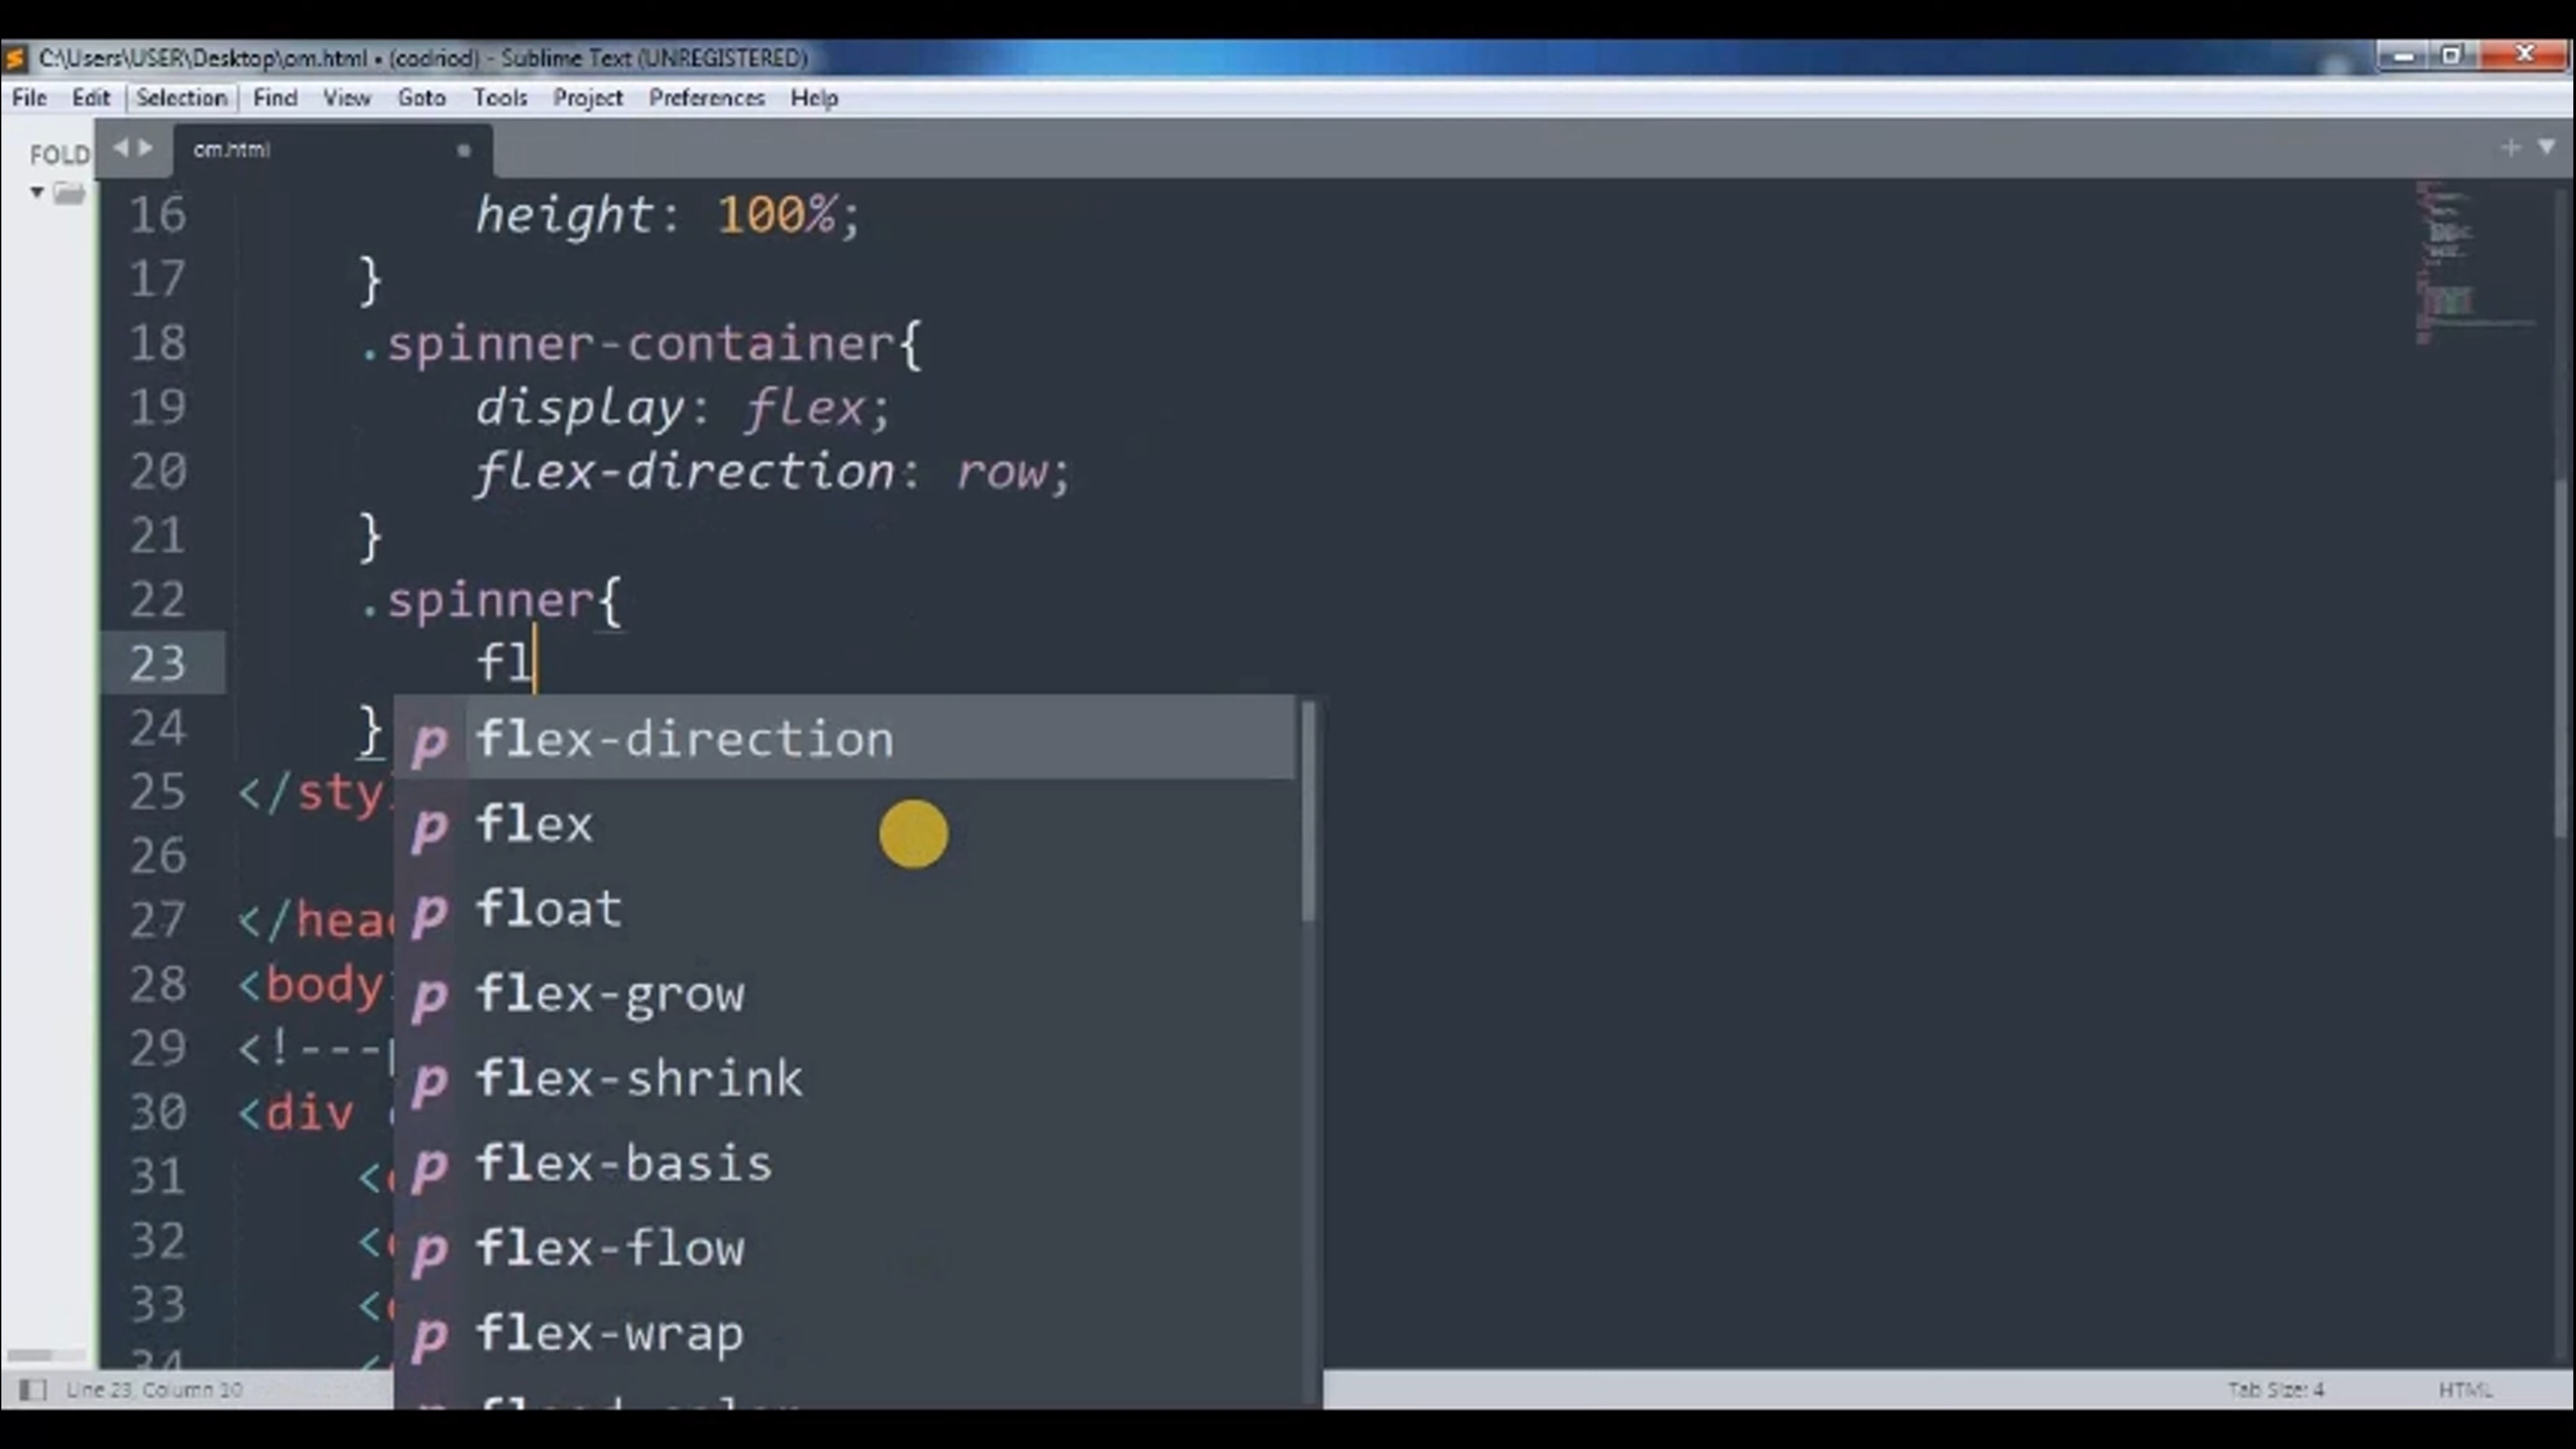 C:\Users\USER\Desktop\om.html • (codriod) - Sublime Text (UNREGISTERED)
File Edit Selection Find View Goto Tools Project Preferences Help
FOLD
om.html
16 height: 100%;
17 }
18 .spinner-container{
19 display: flex;
20 flex-direction: row;
21 }
22 .spinner{
23 fl
24 }
p flex-direction
25 </sty
p flex
26
p float
27 </head
28 <body
p flex-grow
29 <!---
p flex-shrink
30 <div
p flex-basis
31 <
32 <
p flex-flow
33 <
p flex-wrap
34 <
Line 23, Column 10
Tab Size: 4
HTML